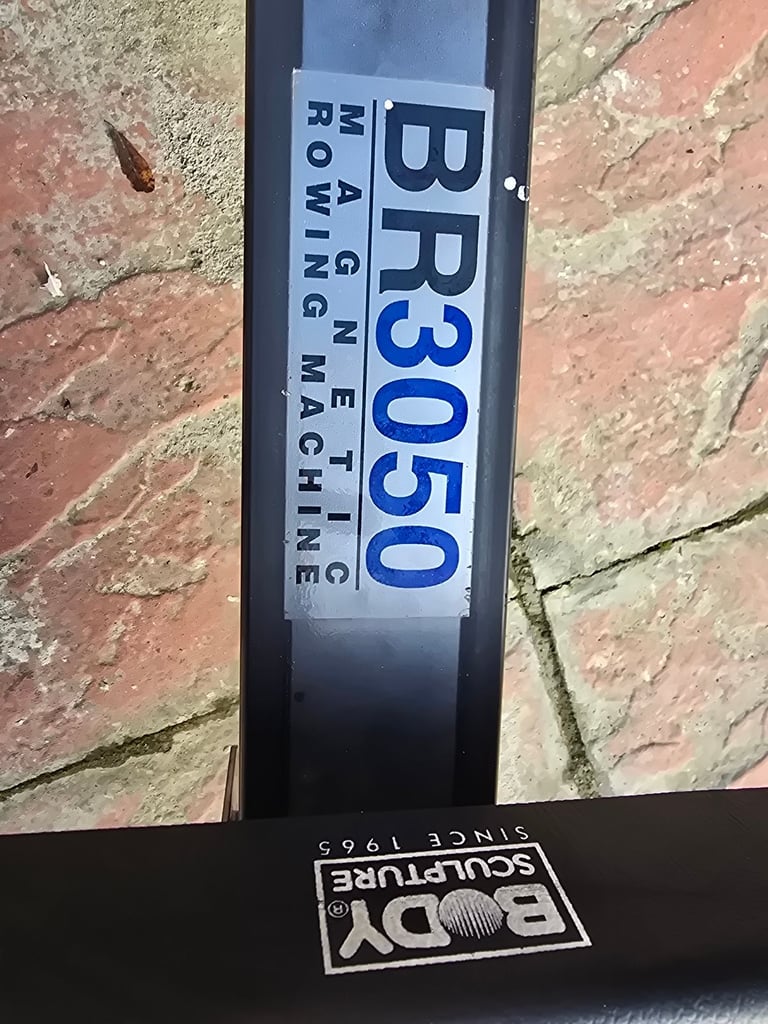 BR3050
MAGNETIC
ROWING MACHINE
BODY®
SCULPTURE
SINCE 1965